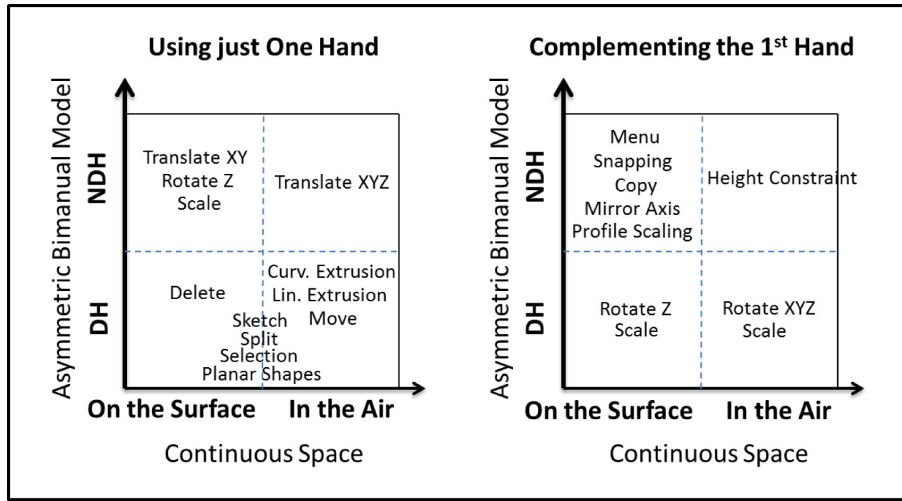 Using just One Hand
Asymmetric Bimanual Model
NDH
DH
Translate XY
Rotate Z
Scale
Translate XYZ
Delete
Curv. Extrusion
Lin. Extrusion
Move
Sketch
Split
Selection
Planar Shapes
On the Surface
In the Air
Continuous Space
Complementing the 1st Hand
Asymmetric Bimanual Model
NDH
DH
Menu
Snapping
Copy
Mirror Axis
Profile Scaling
Height Constraint
Rotate Z
Scale
Rotate XYZ
Scale
On the Surface
In the Air
Continuous Space